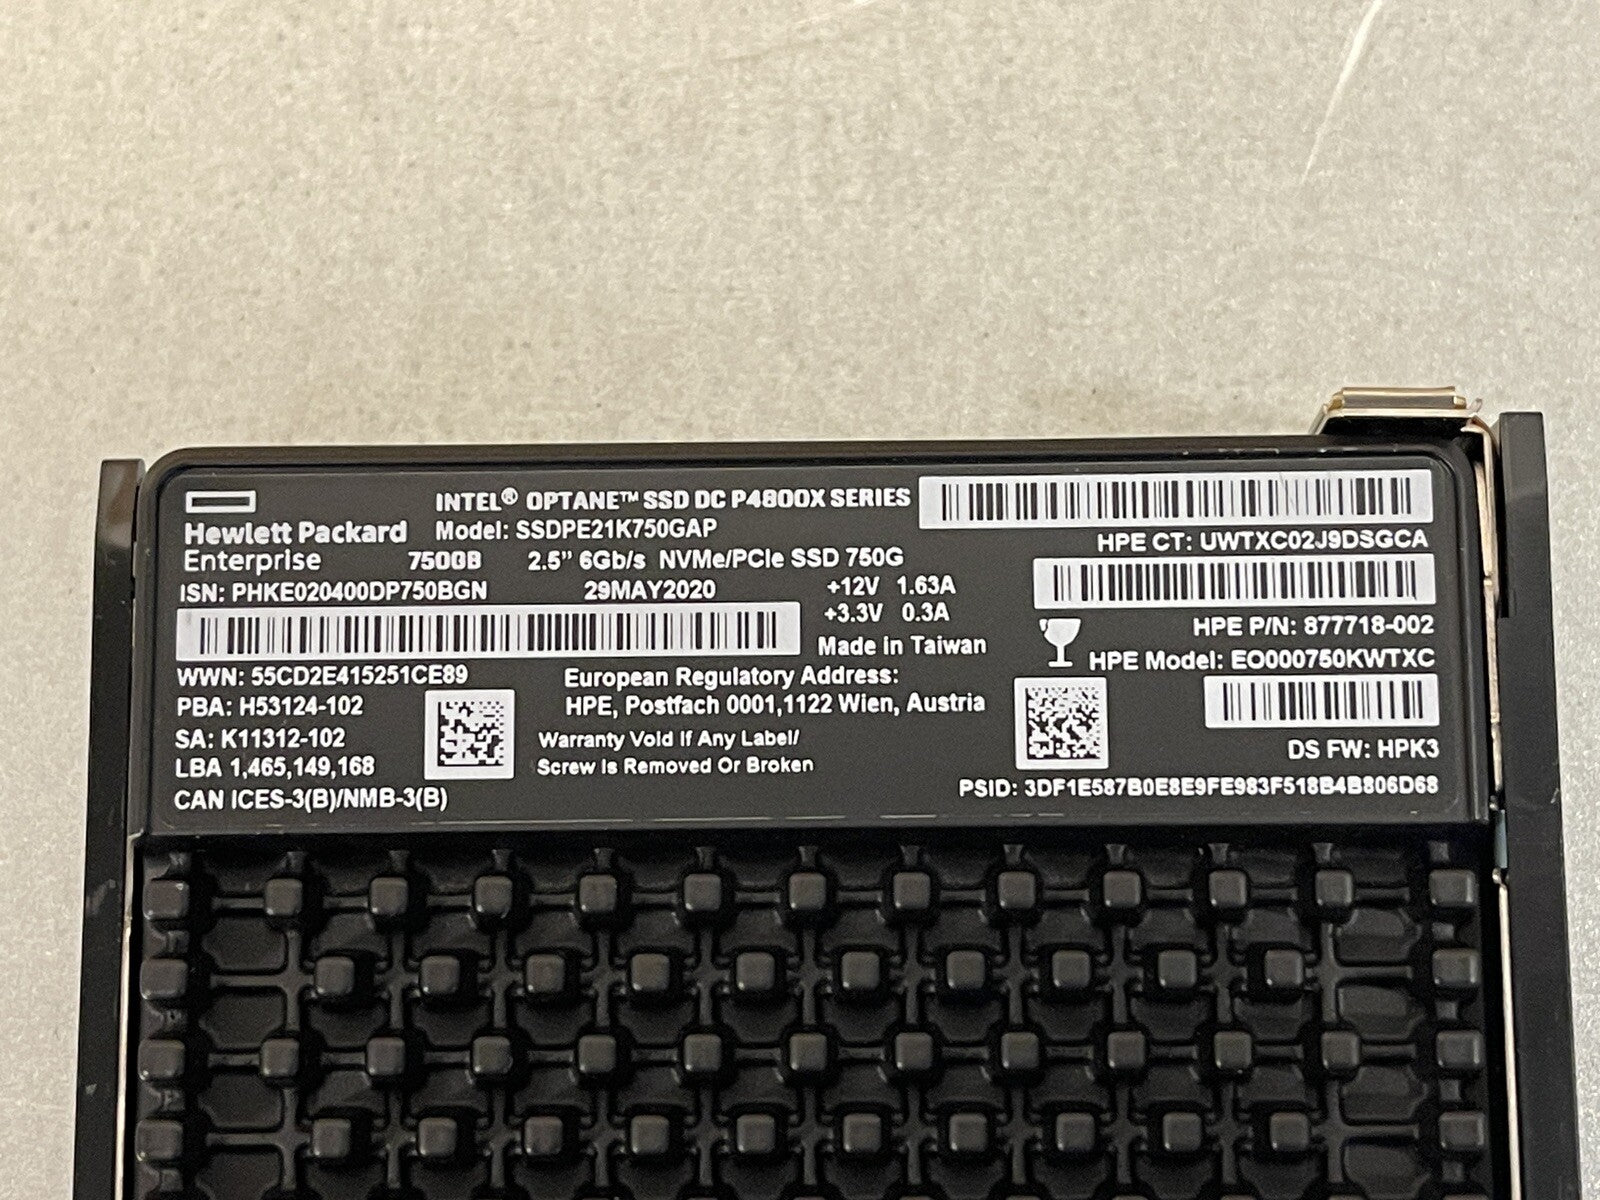 INTEL® OPTANE™ SSD DC P4800X SERIES
Hewlett Packard
Enterprise
Model: SSDPE21K750GAP
750GB 2.5” 6Gb/s NVMe/PCIe SSD 750G
ISN: PHKE020400DP750BGN 29MAY2020
+12V 1.63A
+3.3V 0.3A
Made in Taiwan
WWN: 55CD2E415251CE89
PBA: H53124-102
SA: K11312-102
LBA 1,465,149,168
CAN ICES-3(B)/NMB-3(B)
European Regulatory Address:
HPE, Postfach 0001,1122 Wien, Austria
Warranty Void If Any Label/
Screw Is Removed Or Broken
HPE CT: UWTXC02J9DSGCA
HPE P/N: 877718-002
HPE Model: EO000750KWTXC
DS FW: HPK3
PSID: 3DF1E587B0E8E9FE983F518B4B806D68